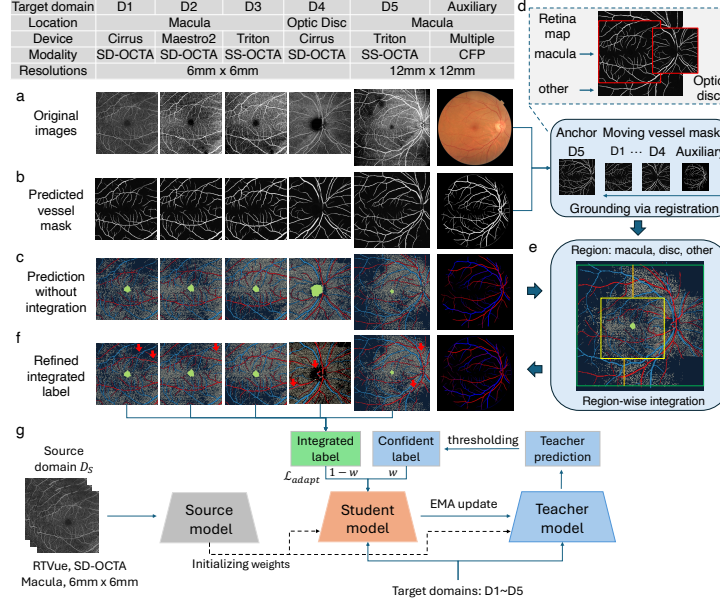 Target domain D1 D2 D3 D4 D5 Auxiliary
Location Macula Optic Disc Macula
Device Cirrus Maestro2 Triton Cirrus Triton Multiple
Modality SD-OCTA SD-OCTA SS-OCTA SD-OCTA SS-OCTA CFP
Resolutions 6mm x 6mm 12mm x 12mm
d
Retina
map
macula
other
Optic
disc
a
Original
images
b
Predicted
vessel
mask
c
Prediction
without
integration
f
Refined
integrated
label
Anchor Moving vessel mask
D5 D1 ··· D4 Auxiliary
Grounding via registration
e
Region: macula, disc, other
Region-wise integration
g
Source
domain D_S
RTVue, SD-OCTA
Macula, 6mm x 6mm
Source
model
Initializing weights
Integrated
label
Confident
label
thresholding
Teacher
prediction
ℒ_adapt
1 − w
w
Student
model
EMA update
Teacher
model
Target domains: D1~D5